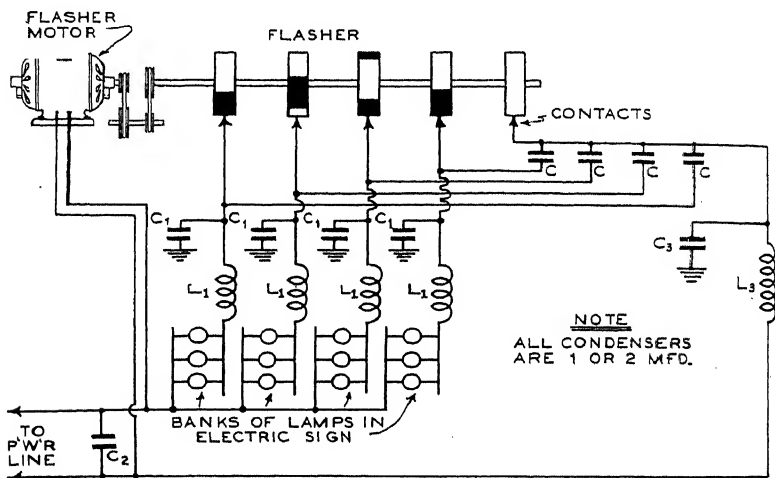 FLASHER
MOTOR
FLASHER
CONTACTS
C C C C
C1 C1 C1 C1
C3
L1 L1 L1 L1
L3
NOTE
ALL CONDENSERS
ARE 1 OR 2 MFD.
BANKS OF LAMPS IN
ELECTRIC SIGN
TO
P'W'R
LINE
C2